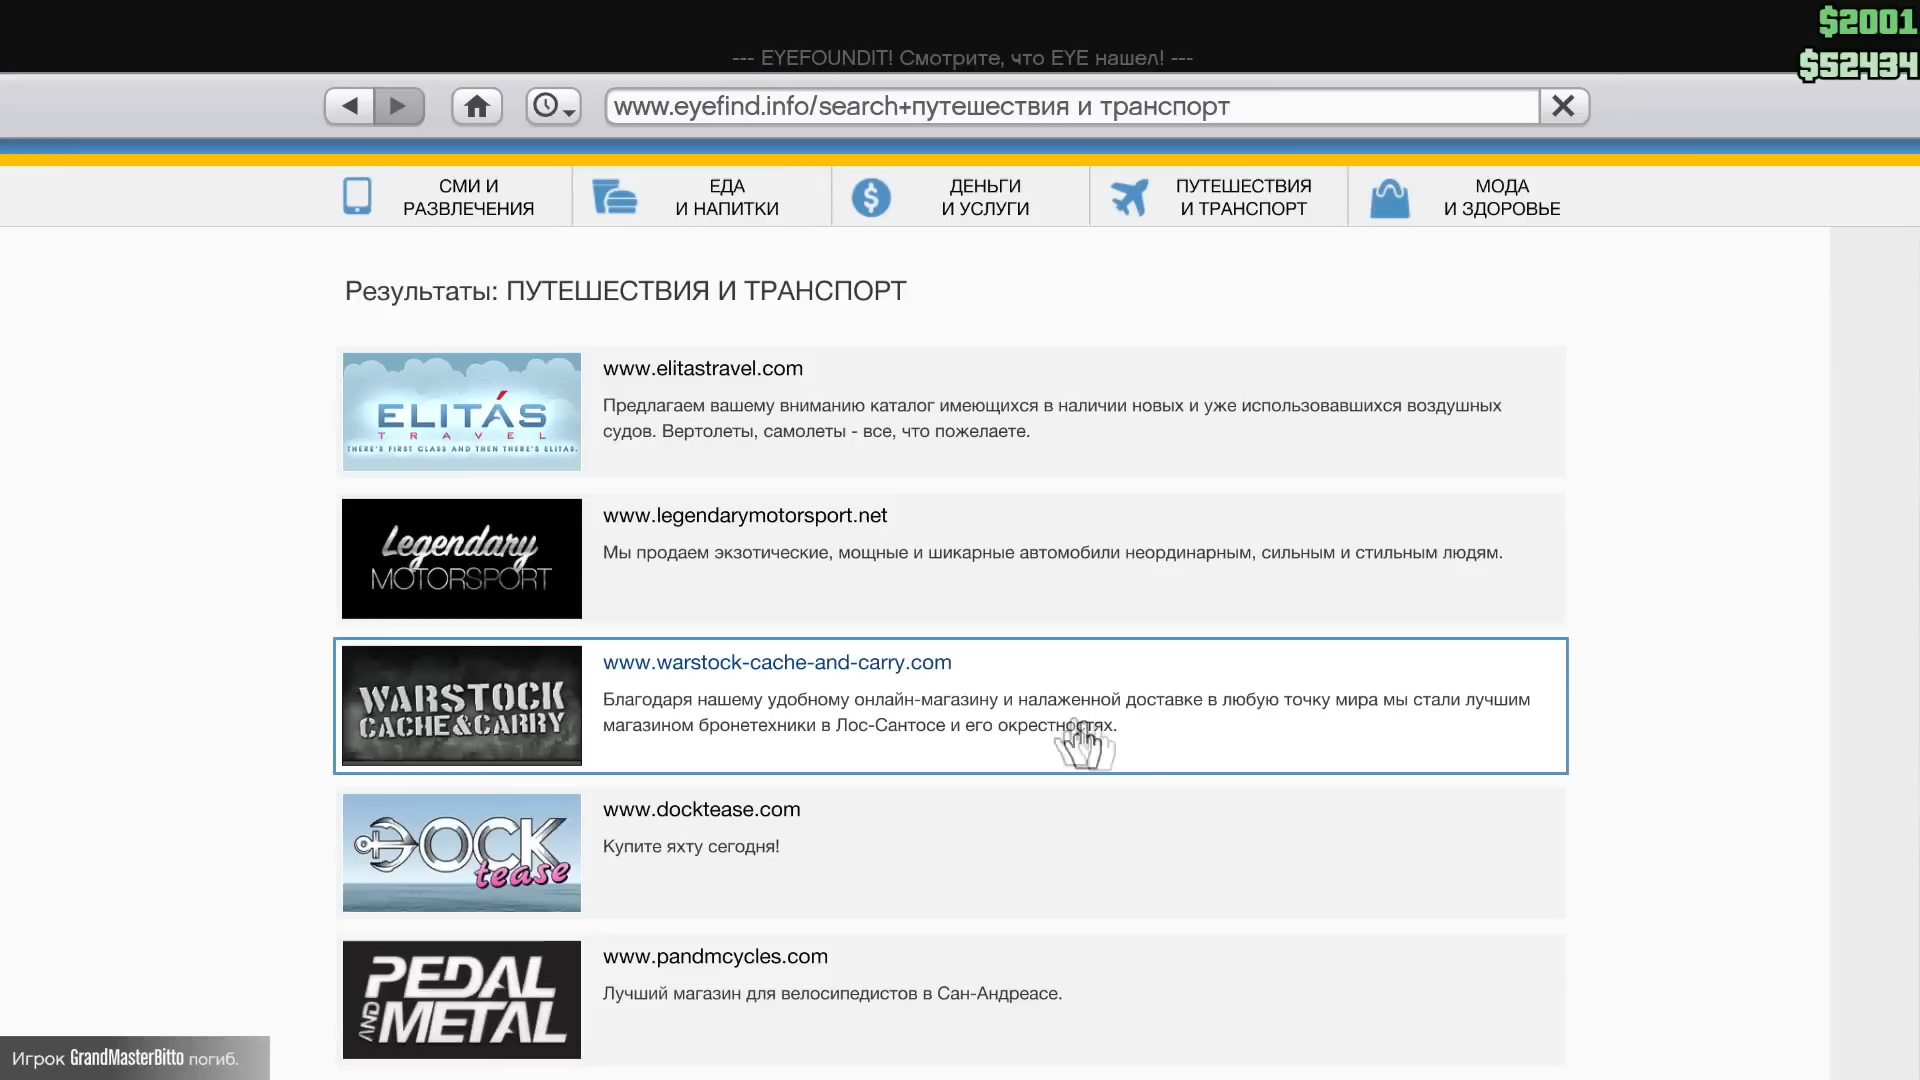 $2001
--- EYEFOUNDIT! Смотрите, что EYE нашел! ---
$52434
www.eyefind.info/search+путешествия и транспорт
СМИ И
РАЗВЛЕЧЕНИЯ
ЕДА
И НАПИТКИ
ДЕНЬГИ
И УСЛУГИ
ПУТЕШЕСТВИЯ
И ТРАНСПОРТ
МОДА
И ЗДОРОВЬЕ
Результаты: ПУТЕШЕСТВИЯ И ТРАНСПОРТ
ELITÁS
TRAVEL
THERE'S FIRST CLASS AND THEN THERE'S ELITAS.
www.elitastravel.com
Предлагаем вашему вниманию каталог имеющихся в наличии новых и уже использовавшихся воздушных
судов. Вертолеты, самолеты - все, что пожелаете.
Legendary
MOTORSPORT
www.legendarymotorsport.net
Мы продаем экзотические, мощные и шикарные автомобили неординарным, сильным и стильным людям.
WARSTOCK
CACHE&CARRY
www.warstock-cache-and-carry.com
Благодаря нашему удобному онлайн-магазину и налаженной доставке в любую точку мира мы стали лучшим
магазином бронетехники в Лос-Сантосе и его окрестностях.
DOCK
tease
www.docktease.com
Купите яхту сегодня!
PEDAL
AND METAL
www.pandmcycles.com
Лучший магазин для велосипедистов в Сан-Андреасе.
Игрок GrandMasterBitto погиб.